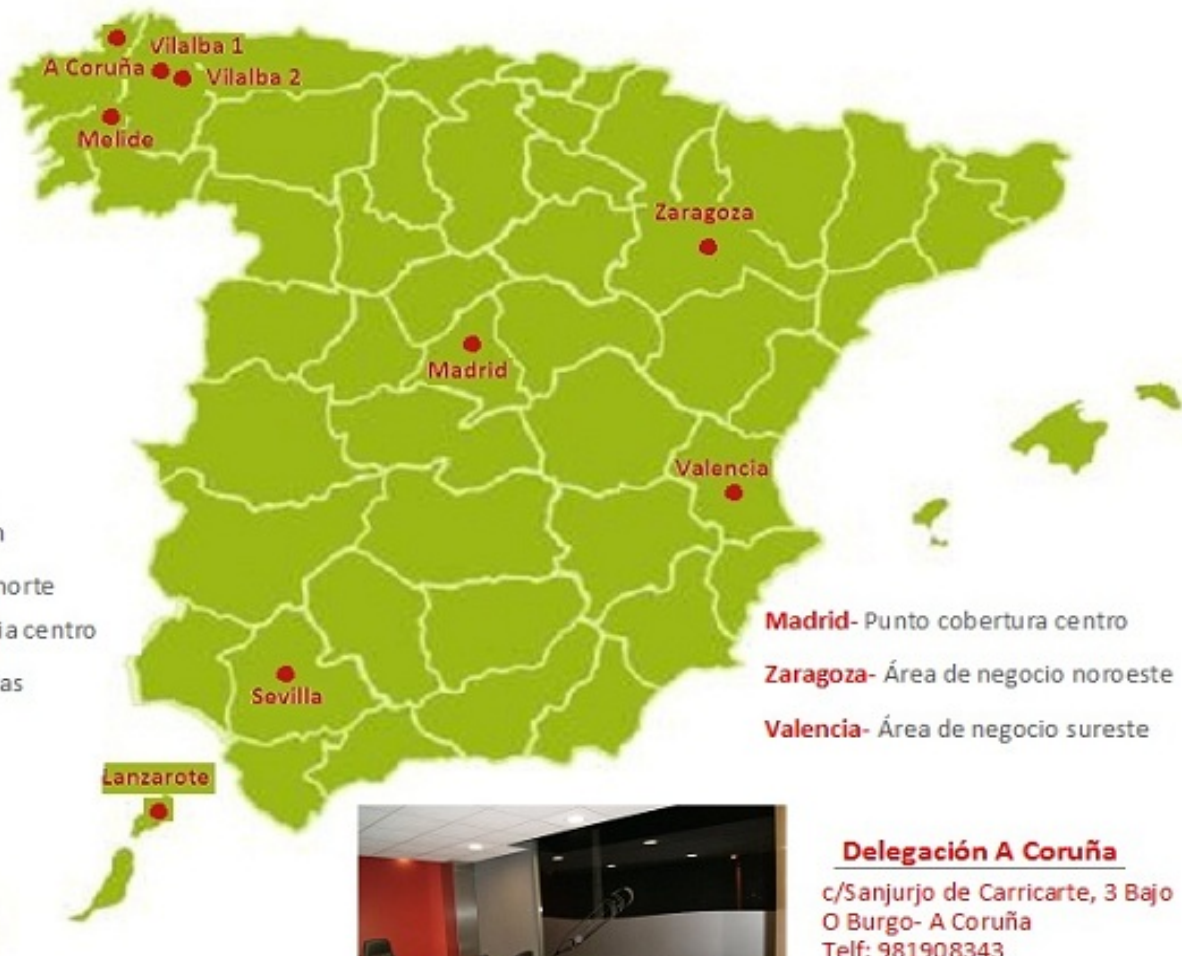 Vilalba 1
A Coruña
Vilalba 2
Melide
Zaragoza
Madrid
Valencia
norte
centro
Sevilla
Madrid- Punto cobertura centro
Zaragoza- Área de negocio noroeste
Valencia- Área de negocio sureste
Lanzarote
Delegación A Coruña
c/Sanjurjo de Carricarte, 3 Bajo
O Burgo- A Coruña
Telf: 981908343